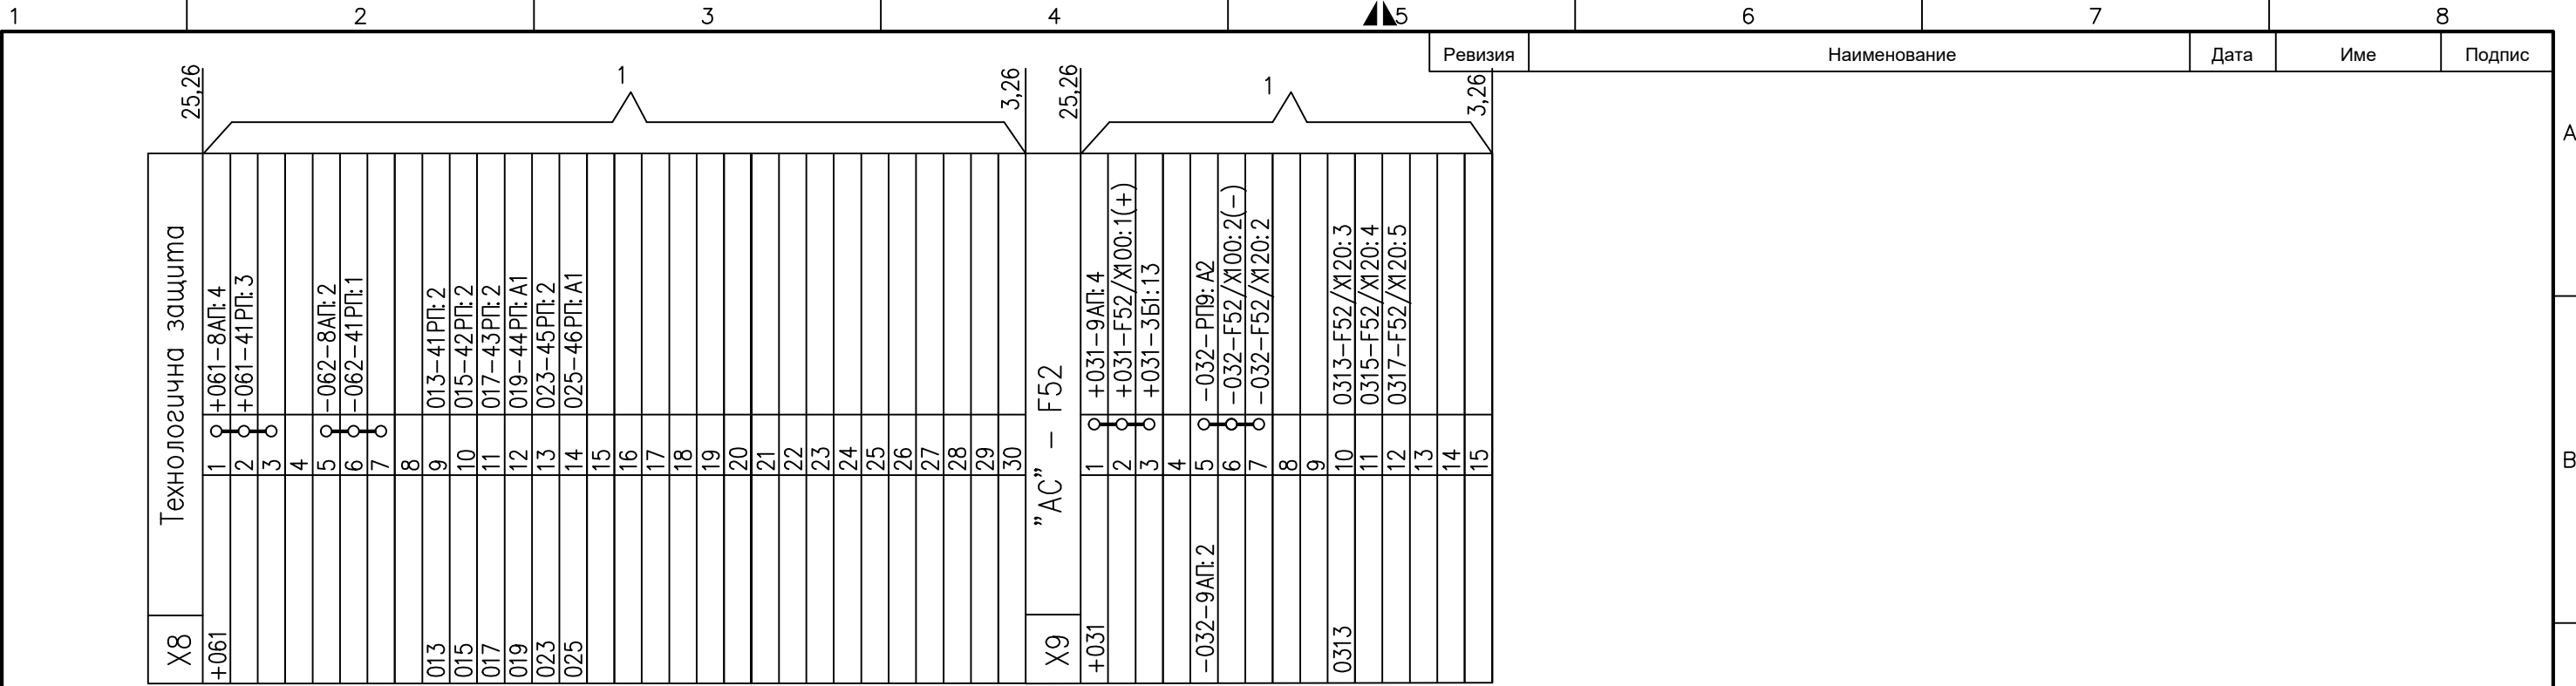 1 2 3 4 5 6 7 8
Ревизия Наименование Дата Име Подпис
A
B
25,26
1
3,26
25,26
1
3,26
X8 Технологична защита
+061 1 +061-8АП:4
2 +061-41РП:3
3
4
5 -062-8АП:2
6 -062-41РП:1
7
8
013 9 013-41РП:2
015 10 015-42РП:2
017 11 017-43РП:2
019 12 019-44РП:А1
023 13 023-45РП:2
025 14 025-46РП:А1
15
16
17
18
19
20
21
22
23
24
25
26
27
28
29
30
X9 "АС" - F52
+031 1 +031-9АП:4
2 +031-F52/X100:1(+)
3 +031-3Б1:13
4
-032-9АП:2 5 -032-РП9:А2
6 -032-F52/X100:2(-)
7 -032-F52/X120:2
8
9
0313 10 0313-F52/X120:3
11 0315-F52/X120:4
12 0317-F52/X120:5
13
14
15